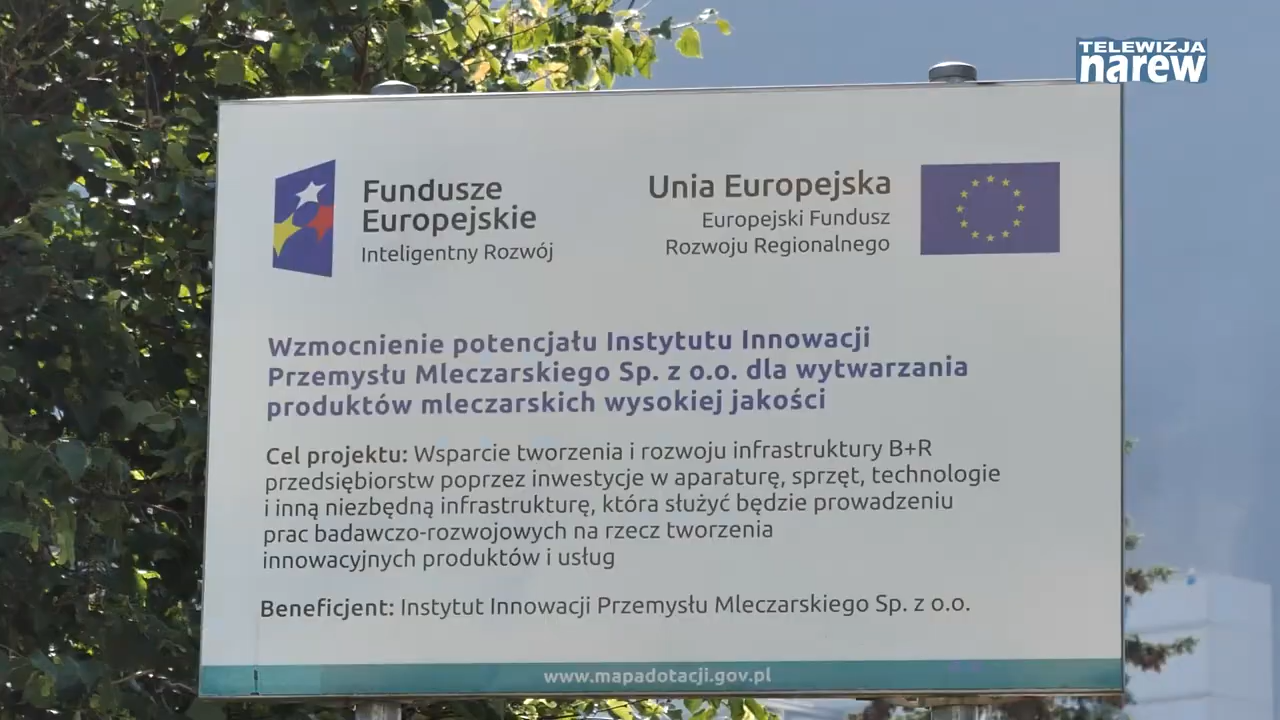 TELEWIZJA
narew
Fundusze
Europejskie
Inteligentny Rozwój
Unia Europejska
Europejski Fundusz
Rozwoju Regionalnego
Wzmocnienie potencjału Instytutu Innowacji
Przemysłu Mleczarskiego Sp. z o.o. dla wytwarzania
produktów mleczarskich wysokiej jakości
Cel projektu: Wsparcie tworzenia i rozwoju infrastruktury B+R
przedsiębiorstw poprzez inwestycje w aparaturę, sprzęt, technologie
i inną niezbędną infrastrukturę, która służyć będzie prowadzeniu
prac badawczo-rozwojowych na rzecz tworzenia
innowacyjnych produktów i usług
Beneficjent: Instytut Innowacji Przemysłu Mleczarskiego Sp. z o.o.
www.mapadotacji.gov.pl